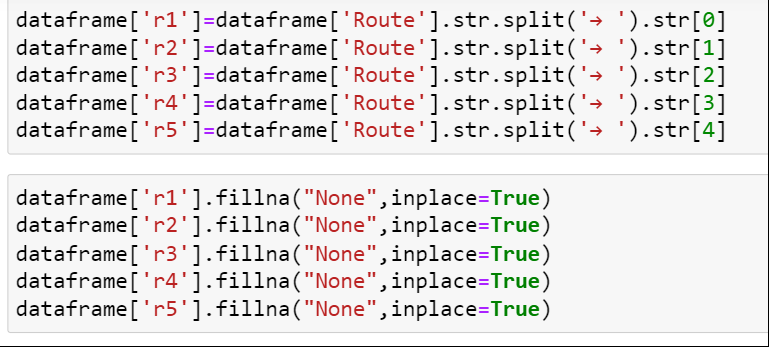 dataframe['r1']=dataframe['Route'].str.split('→ ').str[0]
dataframe['r2']=dataframe['Route'].str.split('→ ').str[1]
dataframe['r3']=dataframe['Route'].str.split('→ ').str[2]
dataframe['r4']=dataframe['Route'].str.split('→ ').str[3]
dataframe['r5']=dataframe['Route'].str.split('→ ').str[4]
dataframe['r1'].fillna("None",inplace=True)
dataframe['r2'].fillna("None",inplace=True)
dataframe['r3'].fillna("None",inplace=True)
dataframe['r4'].fillna("None",inplace=True)
dataframe['r5'].fillna("None",inplace=True)